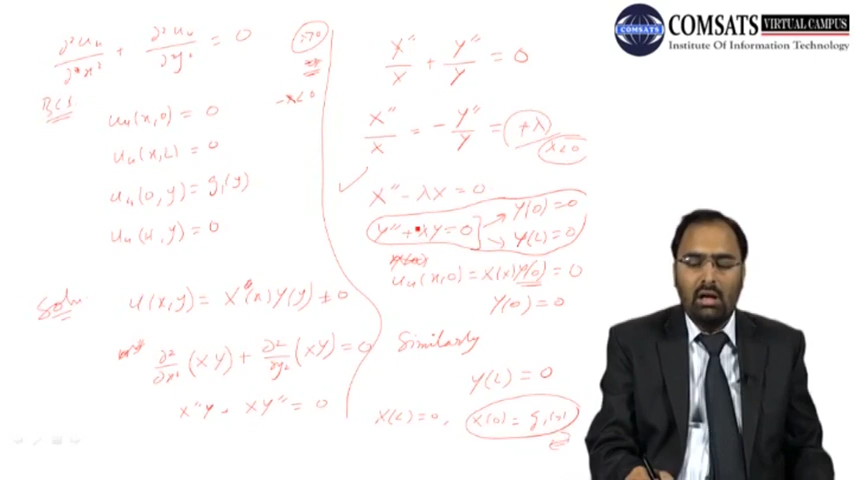 ∂²u₄/∂x² + ∂²u₄/∂y² = 0
BCs
u₄(x,0) = 0
u₄(x,L) = 0
u₄(0,y) = g₁(y)
u₄(L,y) = 0
Soln.
u(x,y) = X(x)Y(y) ≠ 0
∂²/∂x² (XY) + ∂²/∂y² (XY) = 0
X''Y + XY'' = 0
X''/X + Y''/Y = 0
X''/X = - Y''/Y = +λ
λ<0
X'' - λX = 0
Y'' + λY = 0
Y(0) = 0
Y(L) = 0
u₄(x,0) = X(x)Y(0) = 0
Y(0) = 0
Similarly
Y(L) = 0
X(L) = 0, X(0) = g₁(y)
COMSATS VIRTUAL CAMPUS
Institute Of Information Technology